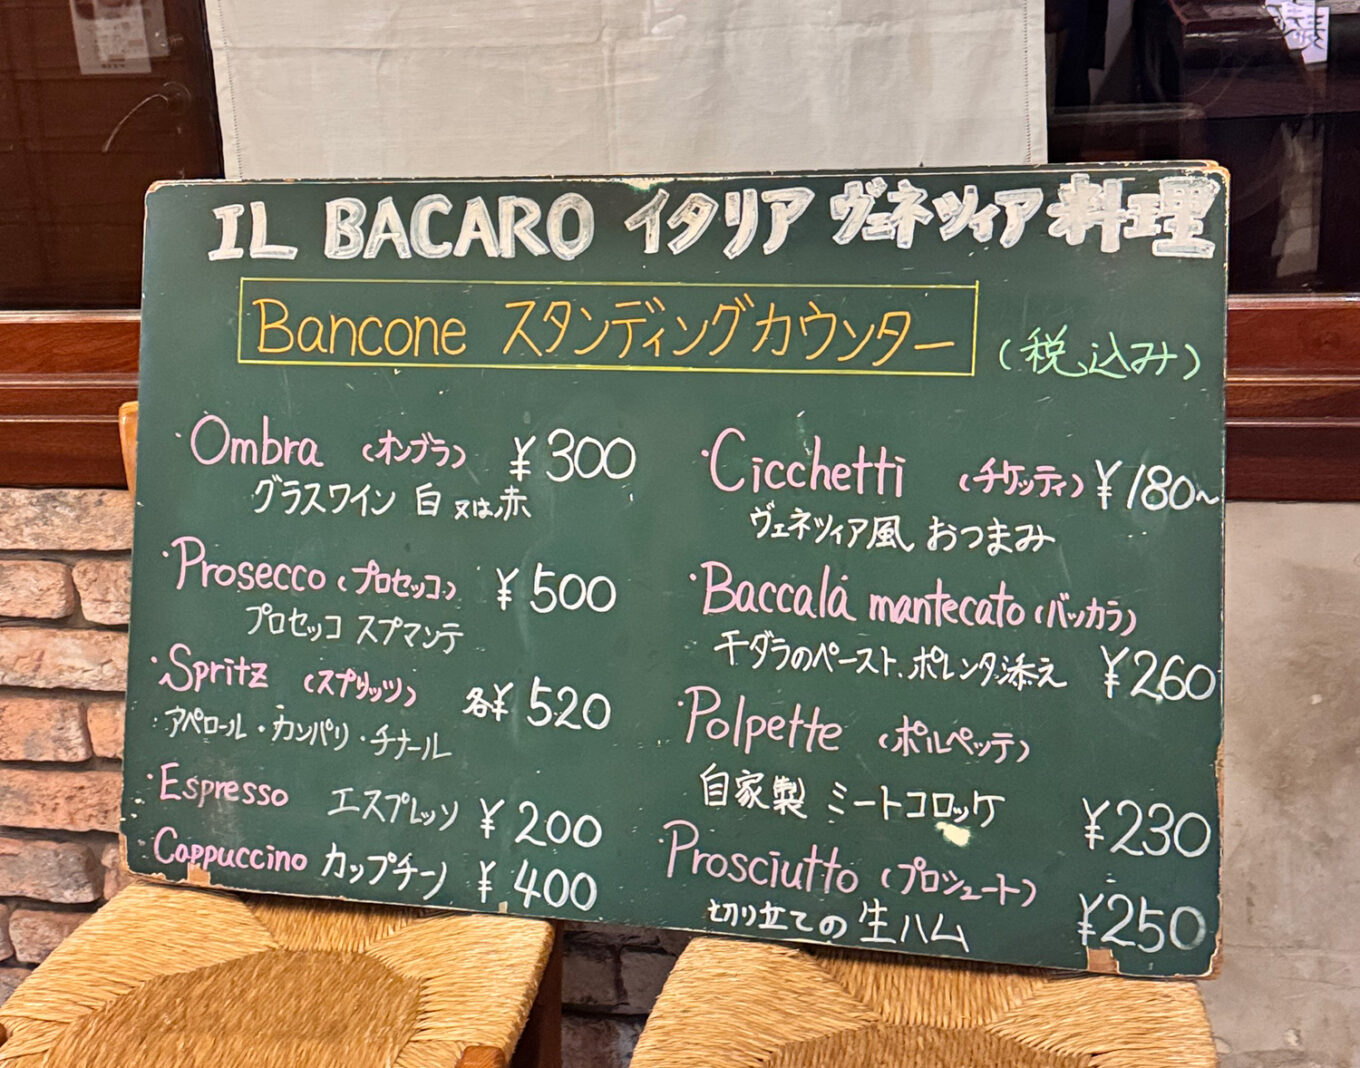 IL BACARO イタリア ヴェネツィア料理
Bancone スタンディングカウンター
(税込み)
・Ombra (オンブラ) ¥300
グラスワイン 白 又は赤
・Prosecco (プロセッコ) ¥500
プロセッコ スプマンテ
・Spritz (スプリッツ) 各¥520
アペロール・カンパリ・チナール
・Espresso エスプレッソ ¥200
・Cappuccino カップチーノ ¥400
・Cicchetti (チケッティ) ¥180~
ヴェネツィア風 おつまみ
・Baccalá mantecato (バッカラ)
干ダラのペースト、ポレンタ添え ¥260
・Polpette (ポルペッテ)
自家製 ミートコロッケ ¥230
・Prosciutto (プロシュート)
切り立ての生ハム ¥250